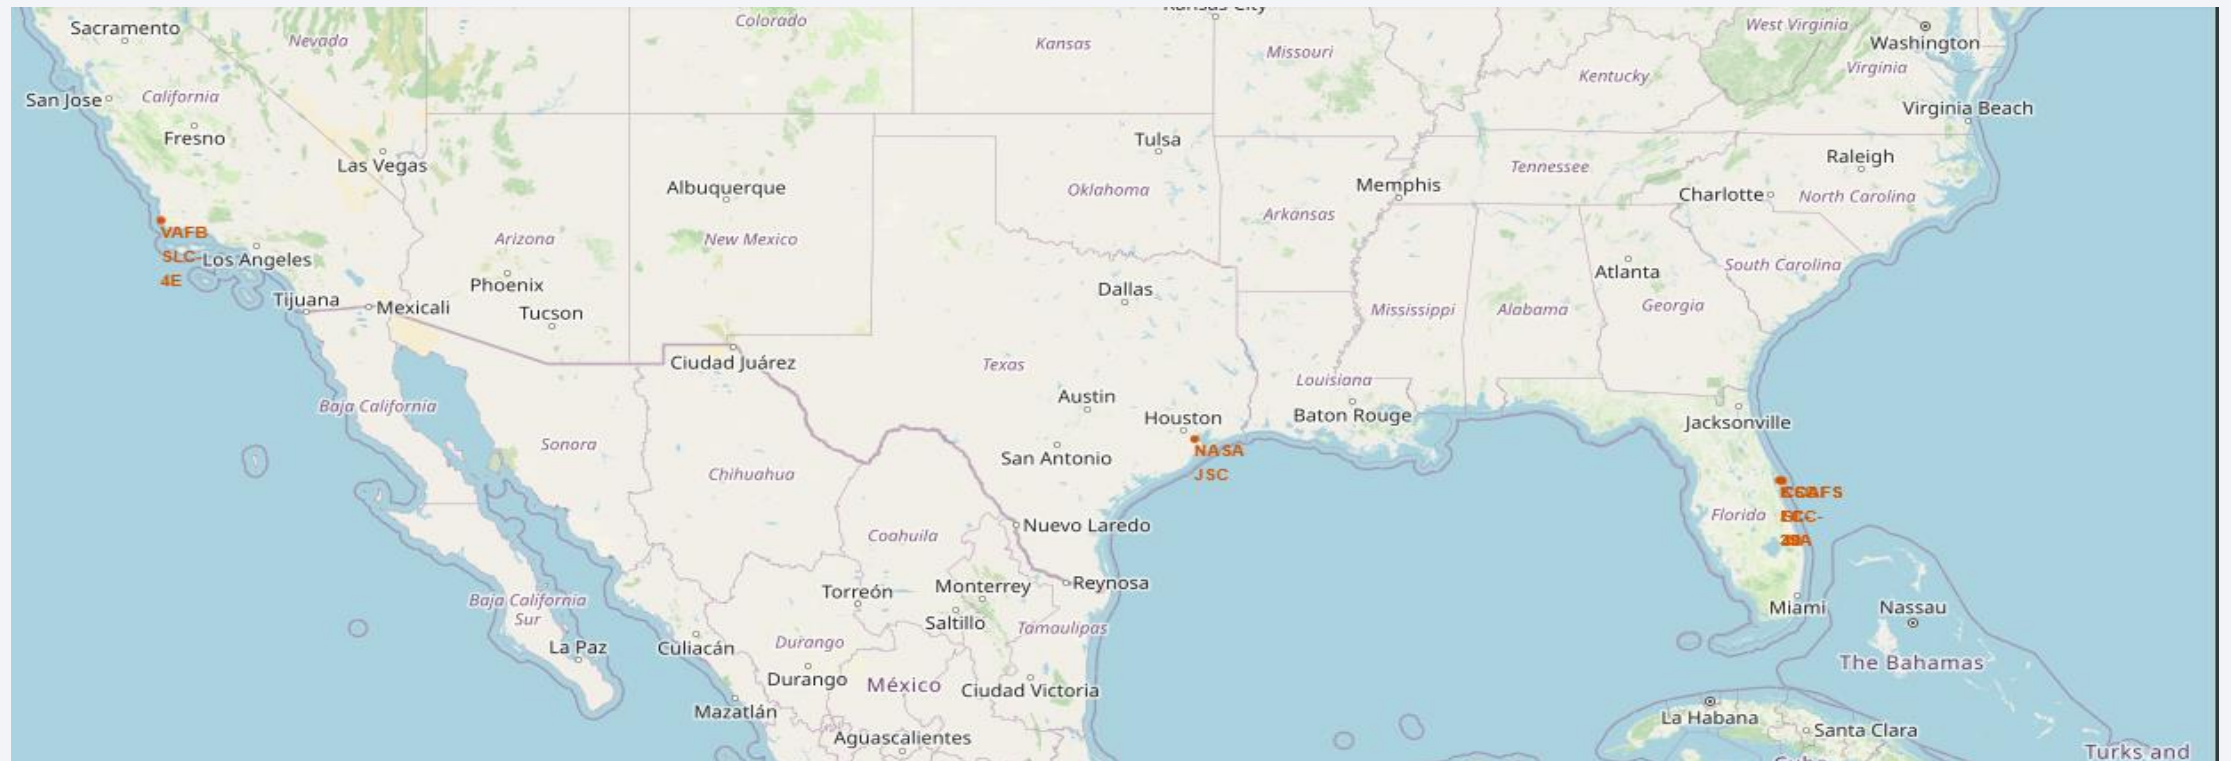 Kansas City
Sacramento
Colorado
West Virginia
Nevada
Kansas
Missouri
Washington
Kentucky
Virginia
San Jose
California
Virginia Beach
Fresno
Tulsa
Las Vegas
Raleigh
Tennessee
Albuquerque
Oklahoma
Memphis
Charlotte
North Carolina
Arkansas
VAFB
SLC-
4E
Arizona
New Mexico
Los Angeles
South Carolina
Atlanta
Phoenix
Dallas
Tijuana
Mexicali
Tucson
Mississippi
Alabama
Georgia
Ciudad Juárez
Texas
Louisiana
Austin
Baja California
Houston
Baton Rouge
Jacksonville
Sonora
NASA
JSC
San Antonio
Chihuahua
Florida
Nuevo Laredo
Coahuila
Torreón
Monterrey
Reynosa
Baja California
Sur
Miami
Nassau
Saltillo
Tamaulipas
La Paz
Culiacán
Durango
The Bahamas
Durango
México
Ciudad Victoria
Mazatlán
La Habana
Santa Clara
Aguascalientes
Turks and